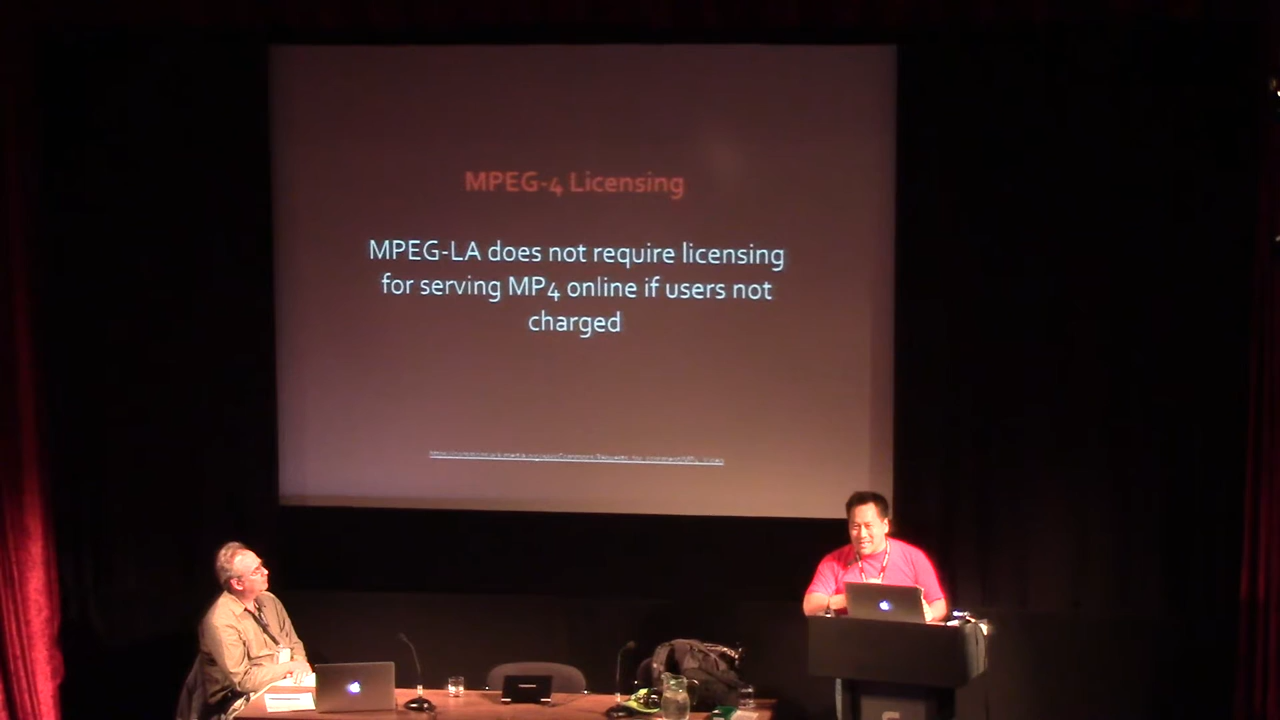 MPEG-4 Licensing
MPEG-LA does not require licensing
for serving MP4 online if users not
charged